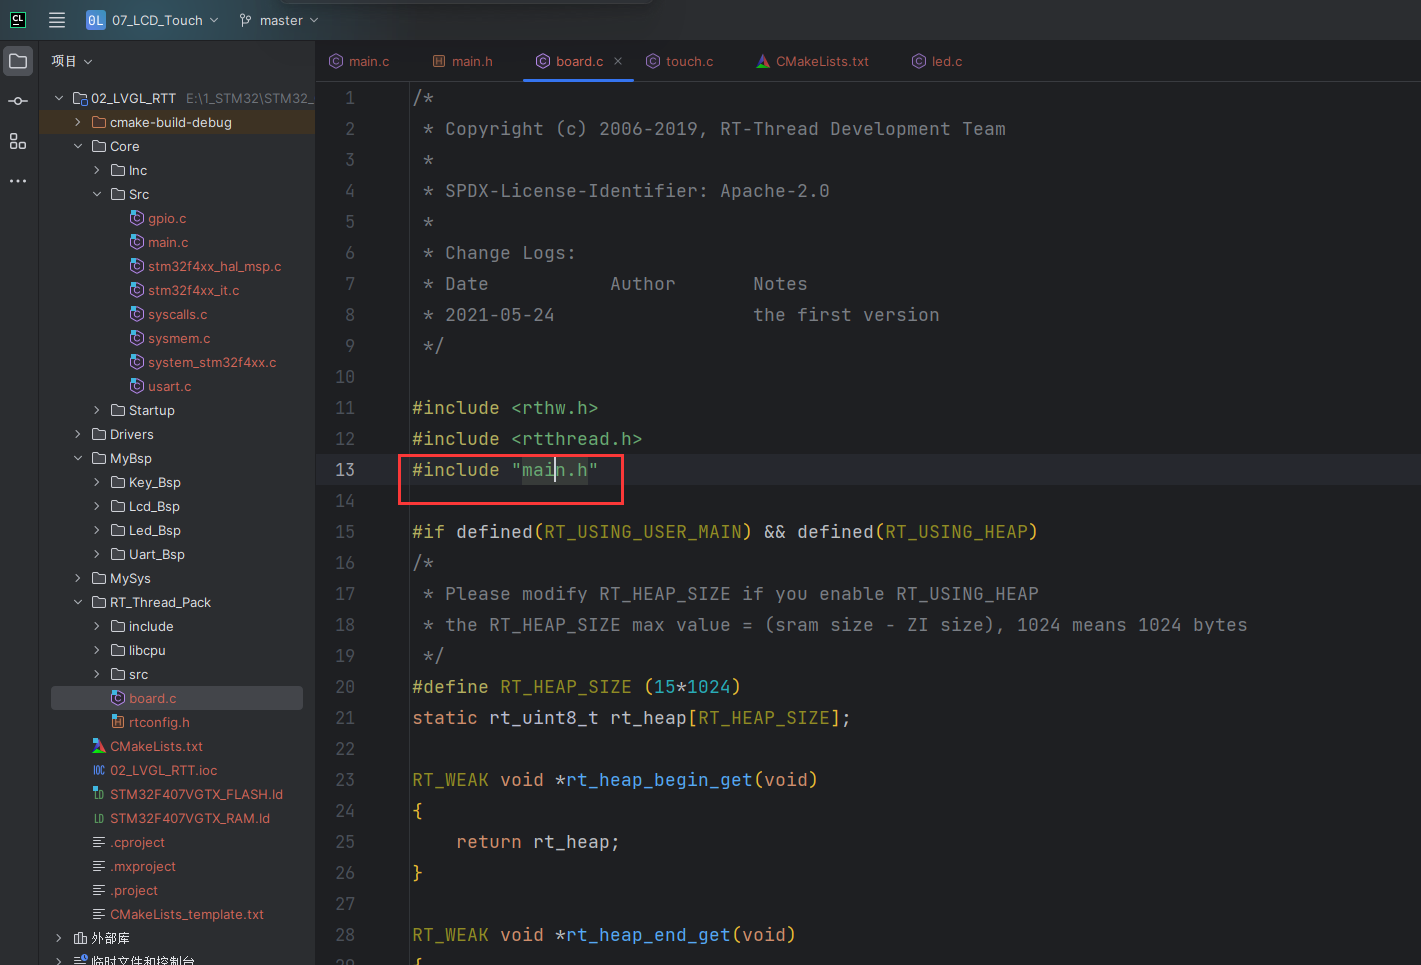 CL 0L 07_LCD_Touch master
项目
02_LVGL_RTT E:\1_STM32\STM32_
cmake-build-debug
Core
Inc
Src
gpio.c
main.c
stm32f4xx_hal_msp.c
stm32f4xx_it.c
syscalls.c
sysmem.c
system_stm32f4xx.c
usart.c
Startup
Drivers
MyBsp
Key_Bsp
Lcd_Bsp
Led_Bsp
Uart_Bsp
MySys
RT_Thread_Pack
include
libcpu
src
board.c
rtconfig.h
CMakeLists.txt
IOC 02_LVGL_RTT.ioc
LD STM32F407VGTX_FLASH.ld
LD STM32F407VGTX_RAM.ld
.cproject
.mxproject
.project
CMakeLists_template.txt
外部库
临时文件和控制台
main.c main.h board.c touch.c CMakeLists.txt led.c
1 /*
2 * Copyright (c) 2006-2019, RT-Thread Development Team
3 *
4 * SPDX-License-Identifier: Apache-2.0
5 *
6 * Change Logs:
7 * Date Author Notes
8 * 2021-05-24 the first version
9 */
10
11 #include <rthw.h>
12 #include <rtthread.h>
13 #include "main.h"
14
15 #if defined(RT_USING_USER_MAIN) && defined(RT_USING_HEAP)
16 /*
17 * Please modify RT_HEAP_SIZE if you enable RT_USING_HEAP
18 * the RT_HEAP_SIZE max value = (sram size - ZI size), 1024 means 1024 bytes
19 */
20 #define RT_HEAP_SIZE (15*1024)
21 static rt_uint8_t rt_heap[RT_HEAP_SIZE];
22
23 RT_WEAK void *rt_heap_begin_get(void)
24 {
25 return rt_heap;
26 }
27
28 RT_WEAK void *rt_heap_end_get(void)
29 {